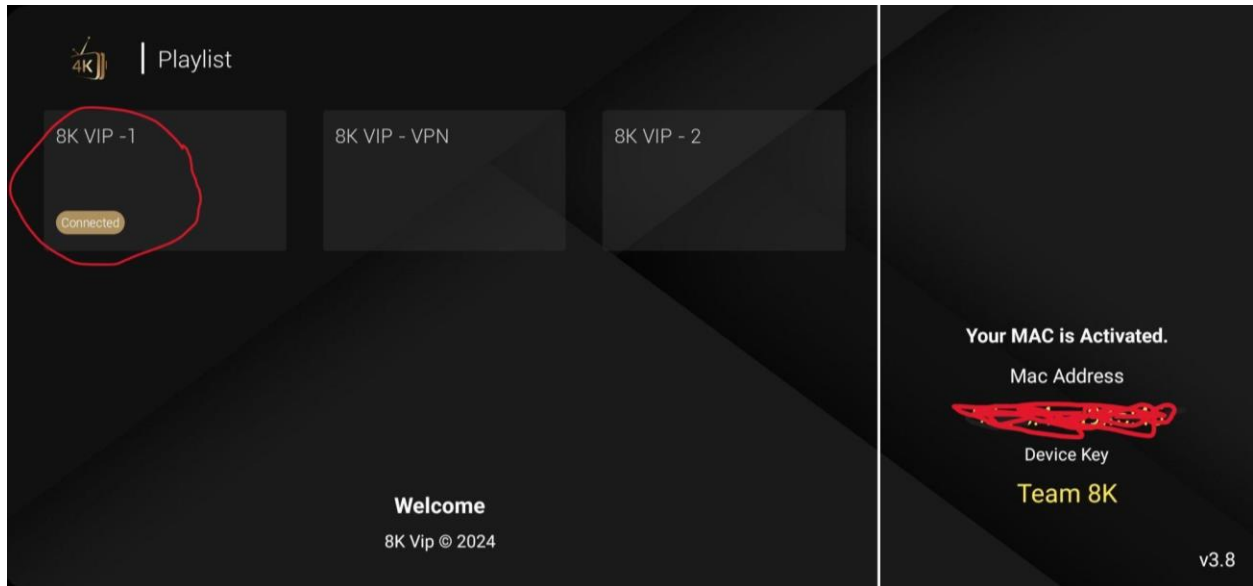 4K
Playlist
8K VIP -1
Connected
8K VIP - VPN
8K VIP - 2
Welcome
8K Vip © 2024
Your MAC is Activated.
Mac Address
Device Key
Team 8K
v3.8